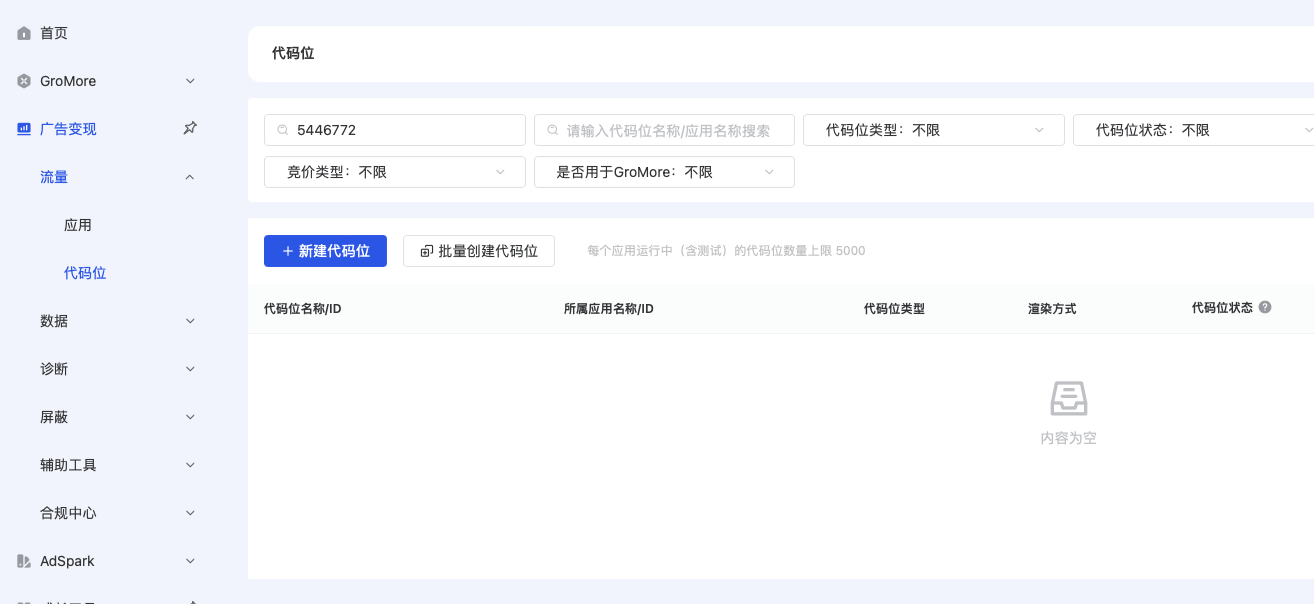 首页
GroMore
广告变现
流量
应用
代码位
数据
诊断
屏蔽
辅助工具
合规中心
AdSpark
代码位
5446772
请输入代码位名称/应用名称搜索
代码位类型：不限
代码位状态：不限
竞价类型：不限
是否用于GroMore：不限
新建代码位
批量创建代码位
每个应用运行中（含测试）的代码位数量上限 5000
代码位名称/ID
所属应用名称/ID
代码位类型
渲染方式
代码位状态
内容为空